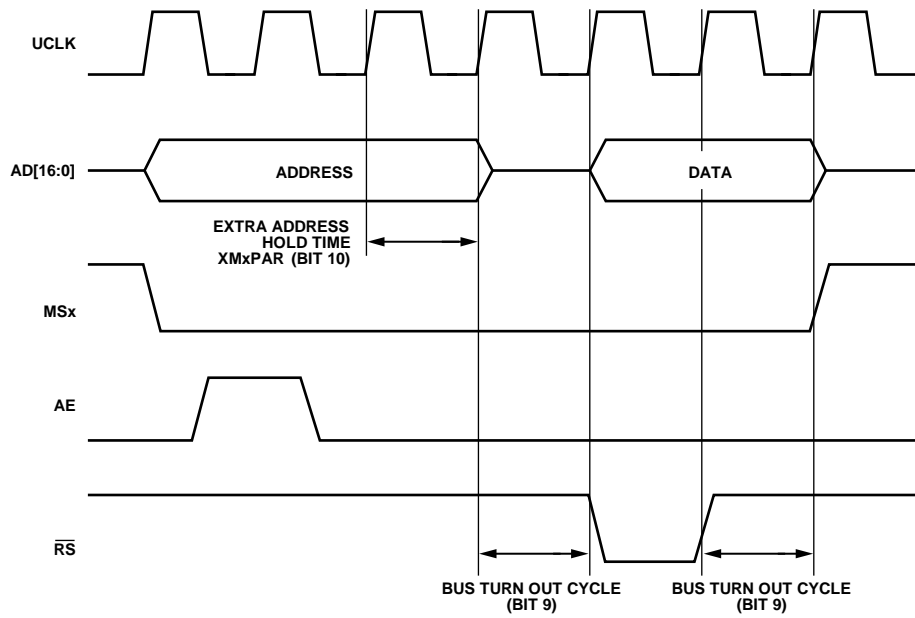 UCLK
AD[16:0]
ADDRESS
DATA
EXTRA ADDRESS
HOLD TIME
XMxPAR (BIT 10)
MSx
AE
RS
BUS TURN OUT CYCLE
(BIT 9)
BUS TURN OUT CYCLE
(BIT 9)